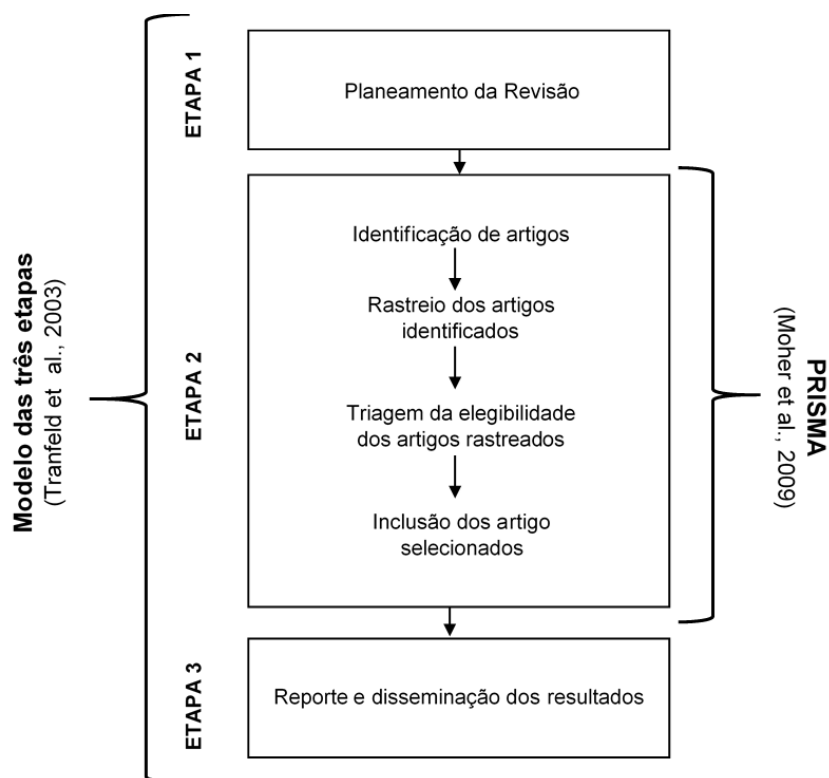 Modelo das três etapas
(Tranfeld et al., 2003)
ETAPA 1
Planeamento da Revisão
ETAPA 2
Identificação de artigos
Rastreio dos artigos
identificados
Triagem da elegibilidade
dos artigos rastreados
Inclusão dos artigo
selecionados
PRISMA
(Moher et al., 2009)
ETAPA 3
Reporte e disseminação dos resultados